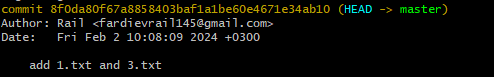 commit 8f0da80f67a8858403baf1a1be60e4671e34ab10 (HEAD -> master)
Author: Rail <fardievrail145@gmail.com>
Date:   Fri Feb 2 10:08:09 2024 +0300
    add 1.txt and 3.txt